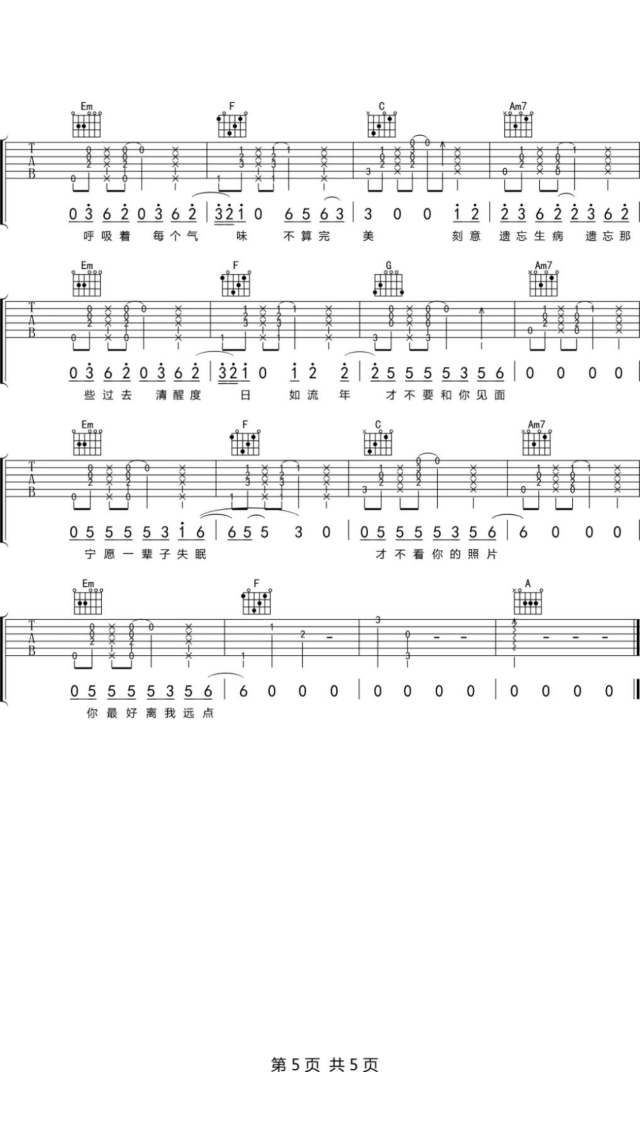 Em F C Am7
T A B
0 3 6 2 0 3 6 2 | 3 2 1 0 6 5 6 3 | 3 0 0 1 2 | 2 3 6 2 2 3 6 2
呼吸着 每个气 味 不算完 美 刻意 遗忘生病 遗忘那
Em F G Am7
T A B
0 3 6 2 0 3 6 2 | 3 2 1 0 1 2 2 | 2 5 5 5 5 3 5 6 | 0 0 0 0
些过去 清醒度 日 如流 年 才不要和你见面
Em F C Am7
T A B
0 5 5 5 5 3 1 6 | 6 5 5 3 0 | 0 5 5 5 5 3 5 6 | 6 0 0 0
宁愿一辈子失眠 才不看你的照片
Em F A
T A B
0 5 5 5 5 3 5 6 | 6 0 0 0 | 0 0 0 0 | 0 0 0 0
你最好离我远点
第 5 页 共 5 页